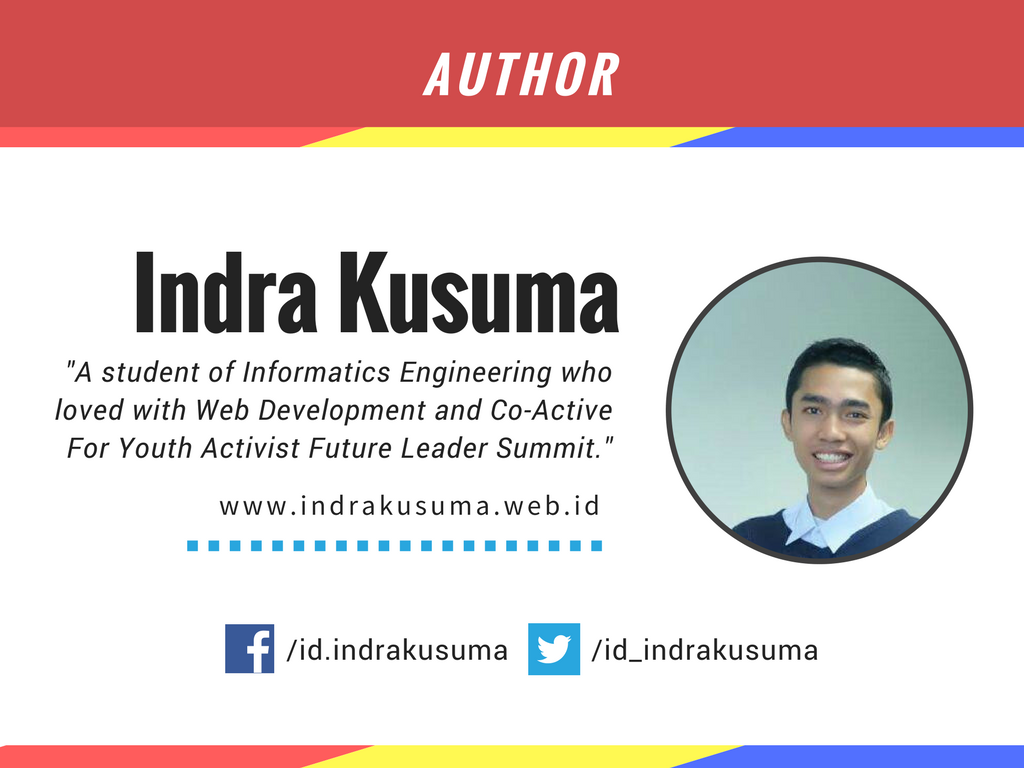 AUTHOR
Indra Kusuma
"A student of Informatics Engineering who
loved with Web Development and Co-Active
For Youth Activist Future Leader Summit."
www.indrakusuma.web.id
/id.indrakusuma /id_indrakusuma